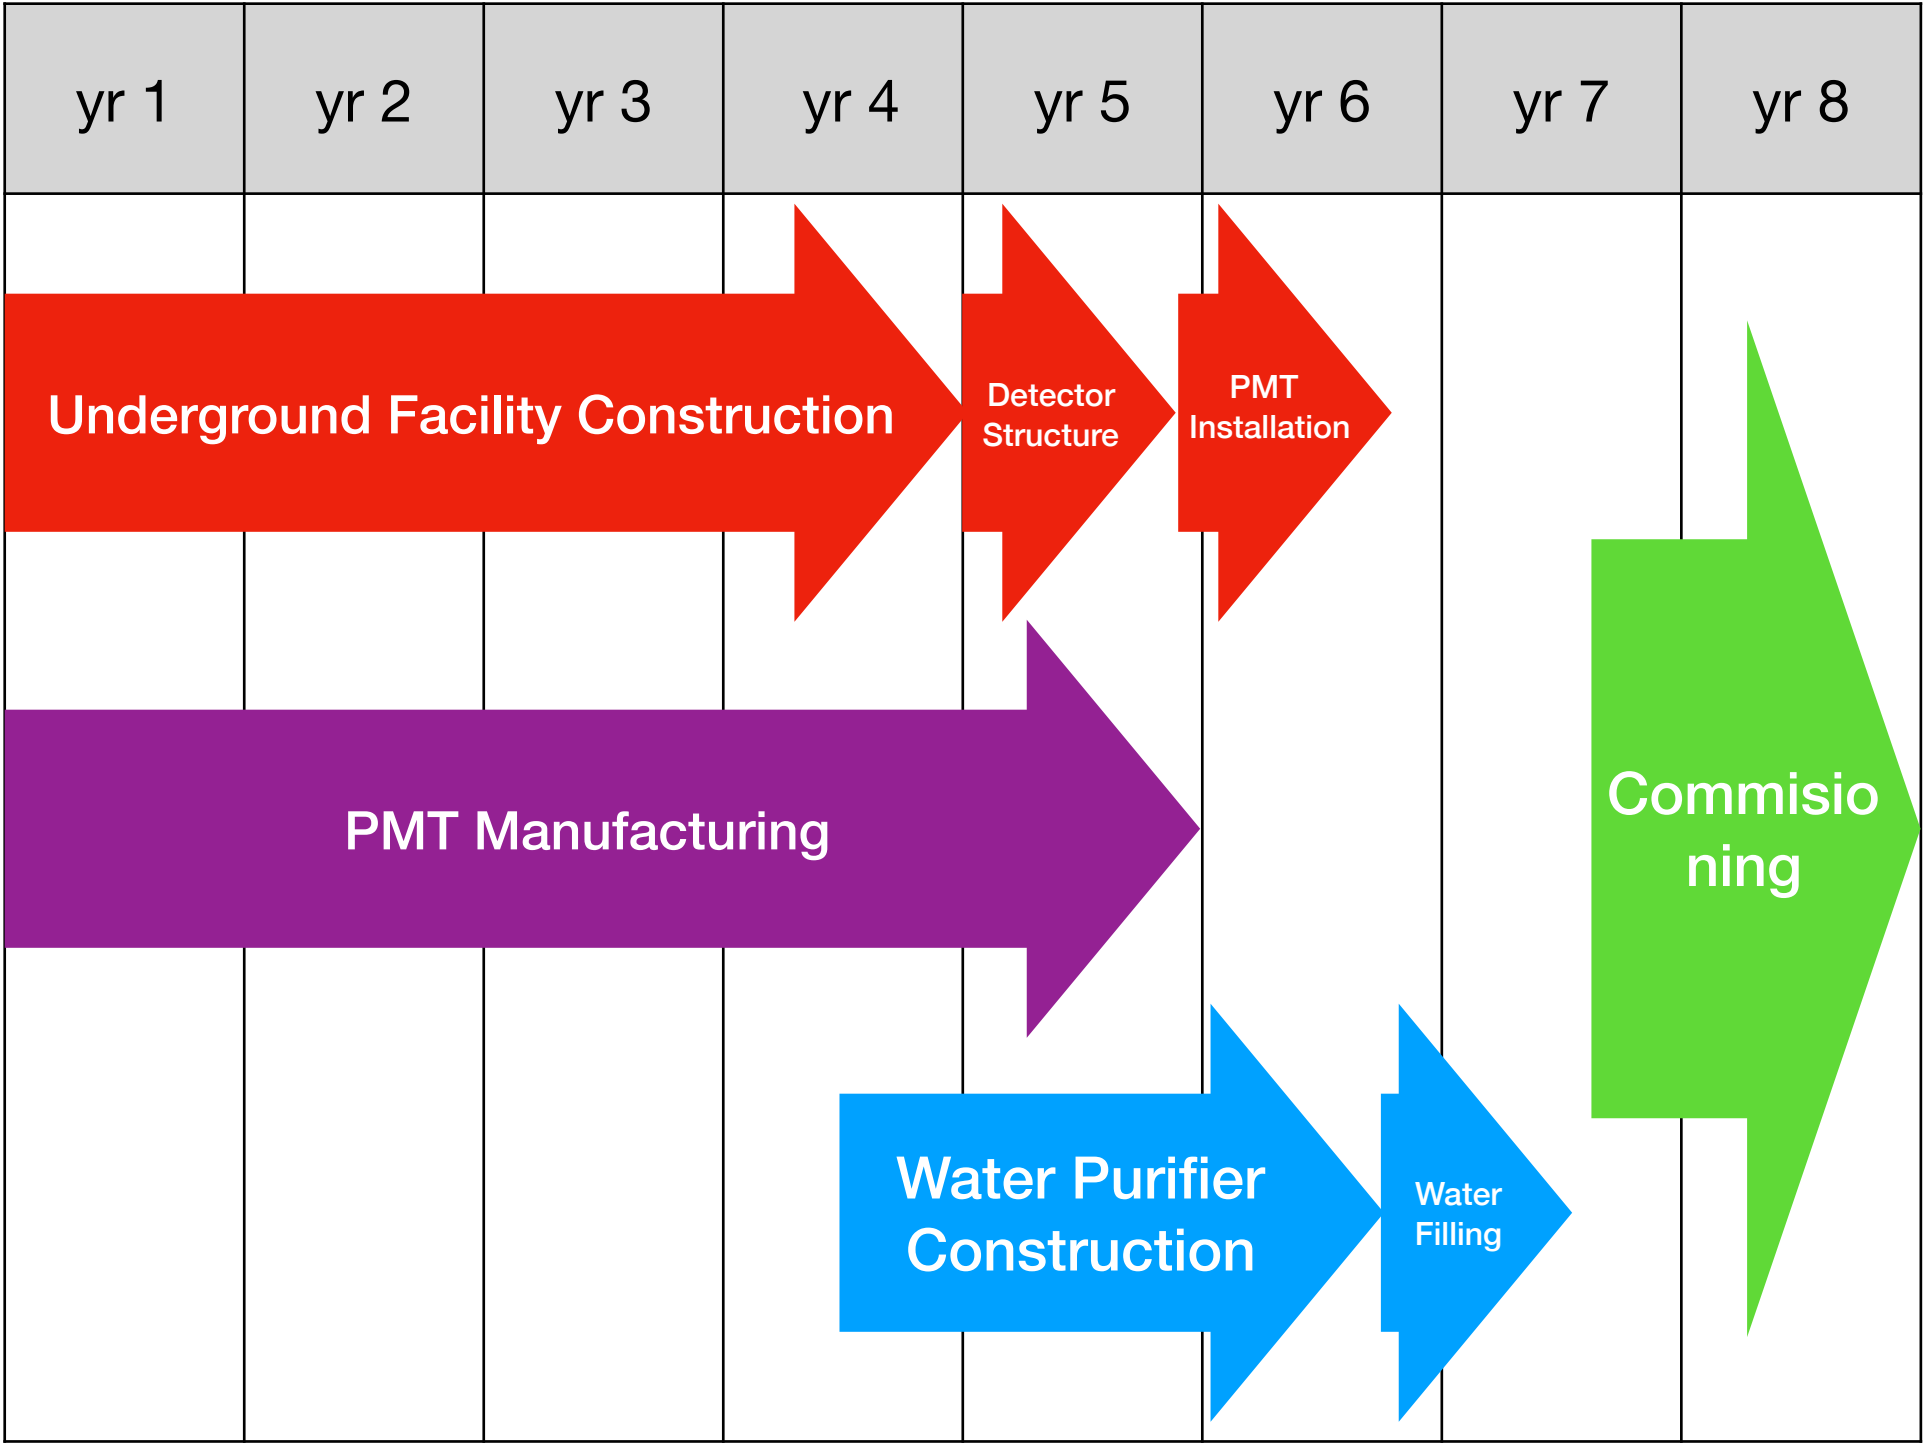 yr 1
yr 2
yr 3
yr 4
yr 5
yr 6
yr 7
yr 8
Underground Facility Construction
Detector
Structure
PMT
Installation
PMT Manufacturing
Commisio
ning
Water Purifier
Construction
Water
Filling